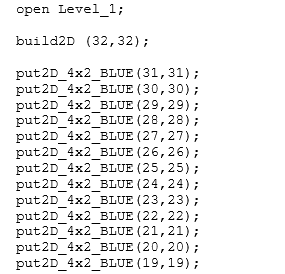 open Level_1;
build2D (32,32);
put2D_4x2_BLUE(31,31);
put2D_4x2_BLUE(30,30);
put2D_4x2_BLUE(29,29);
put2D_4x2_BLUE(28,28);
put2D_4x2_BLUE(27,27);
put2D_4x2_BLUE(26,26);
put2D_4x2_BLUE(25,25);
put2D_4x2_BLUE(24,24);
put2D_4x2_BLUE(23,23);
put2D_4x2_BLUE(22,22);
put2D_4x2_BLUE(21,21);
put2D_4x2_BLUE(20,20);
put2D_4x2_BLUE(19,19);